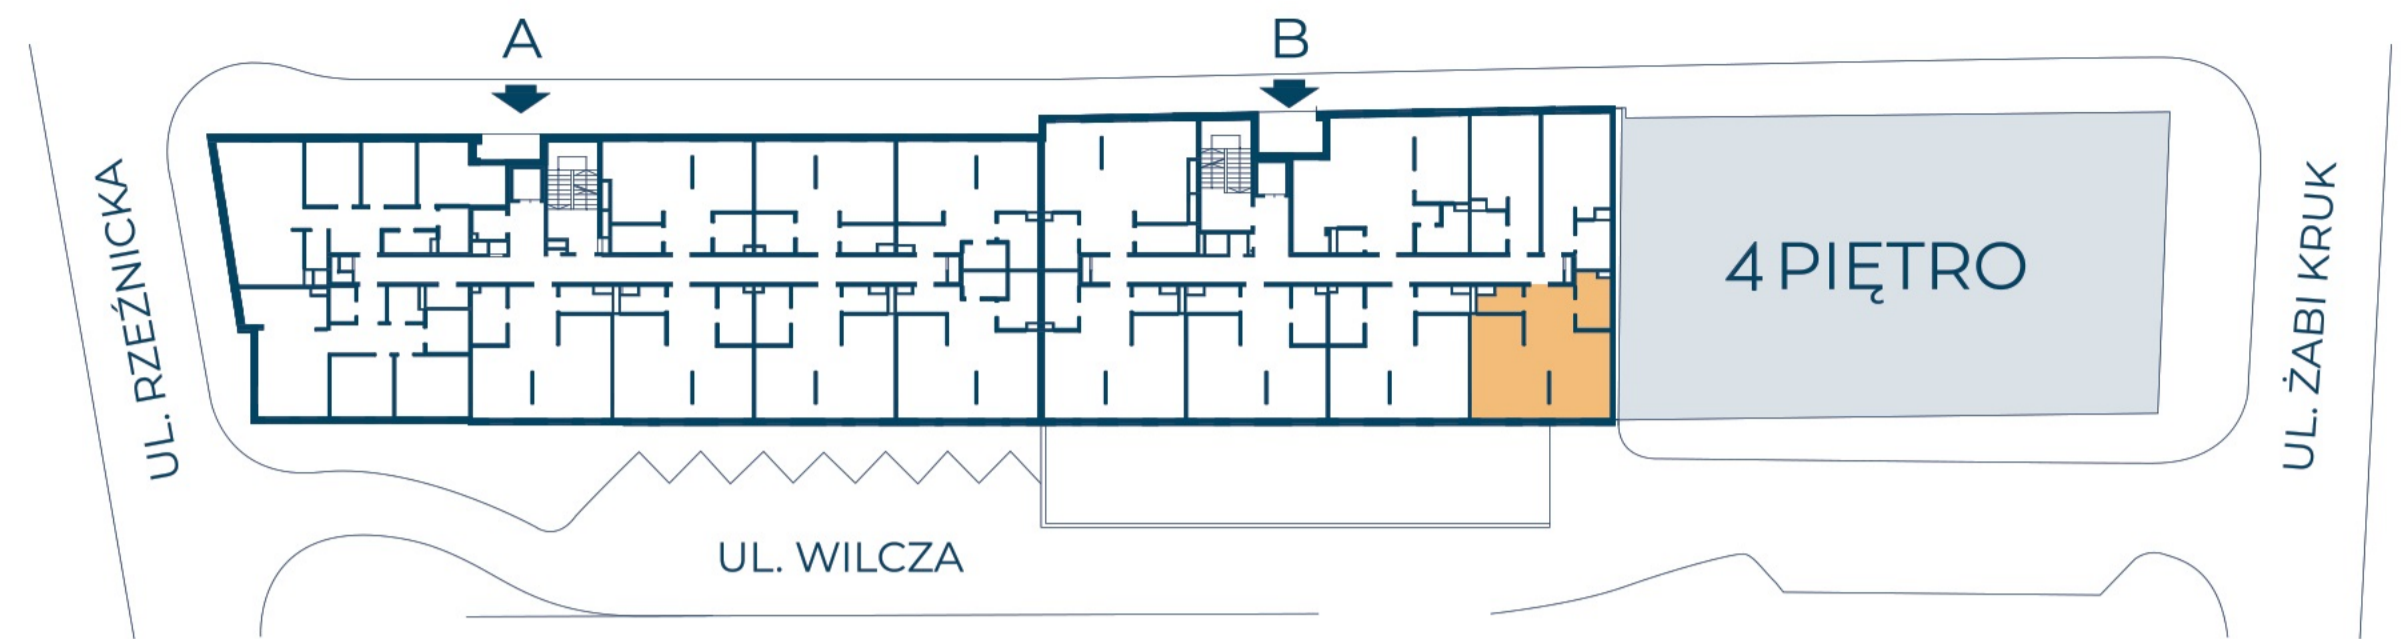 A
B
UL. RZEŹNICKA
4 PIĘTRO
UL. ŻABI KRUK
UL. WILCZA